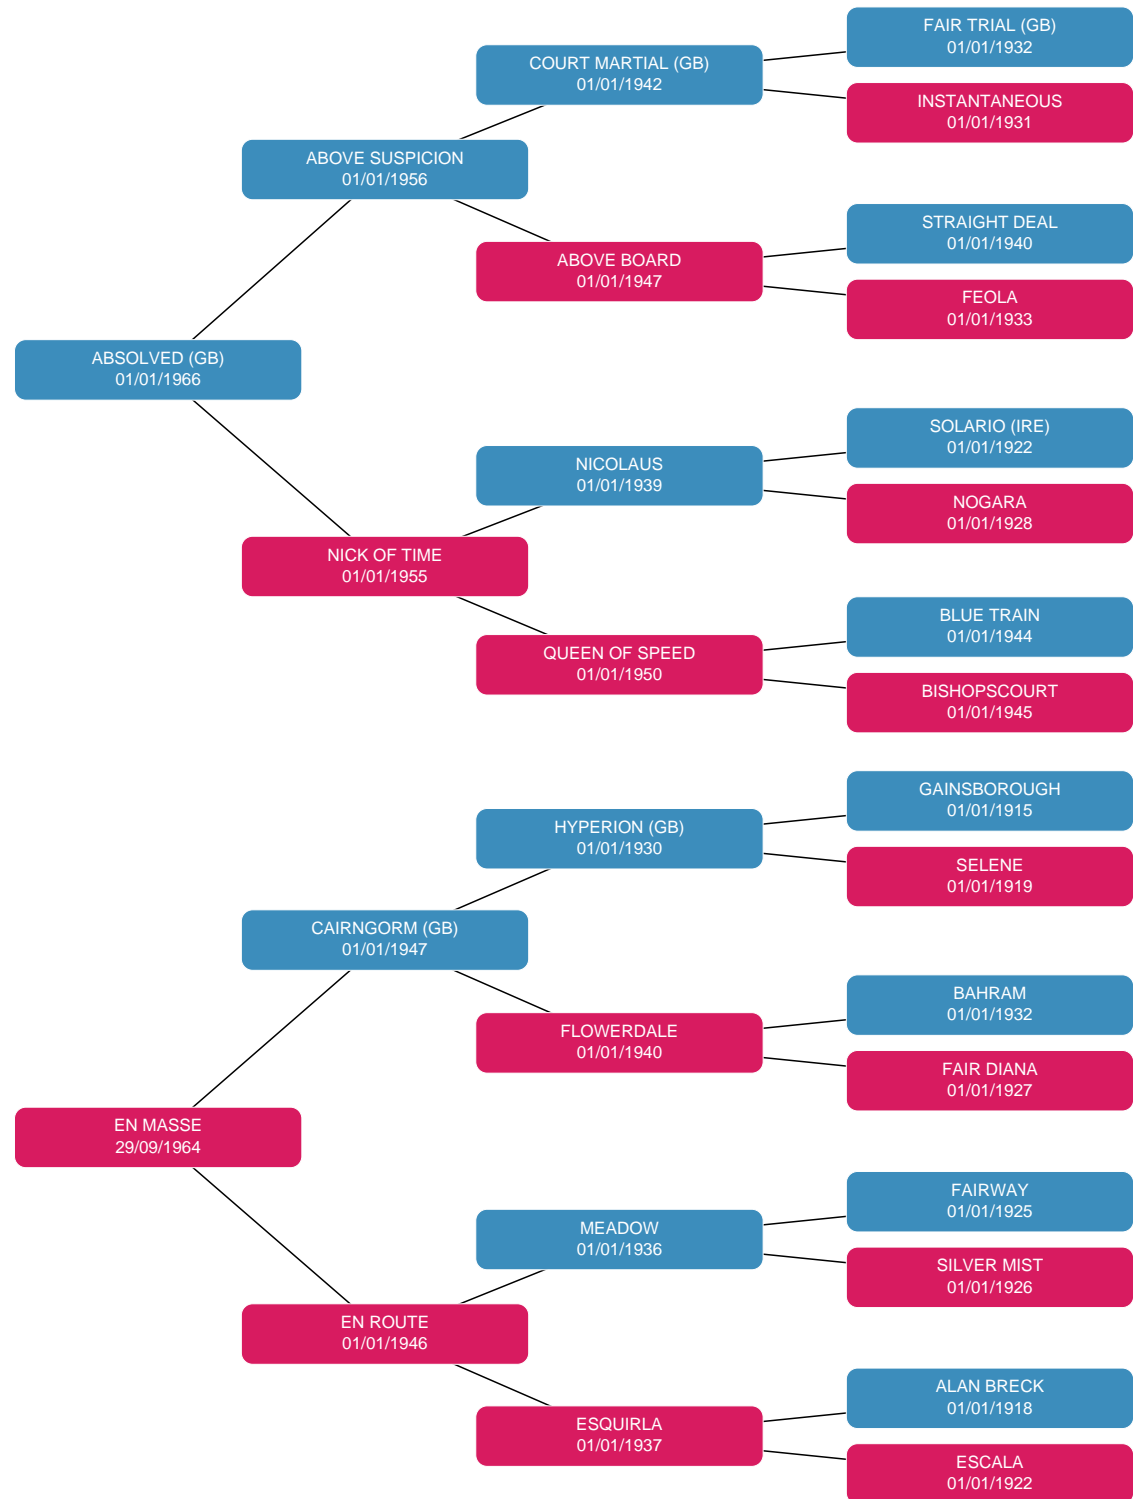 FAIR TRIAL (GB)
01/01/1932
COURT MARTIAL (GB)
01/01/1942
INSTANTANEOUS
01/01/1931
ABOVE SUSPICION
01/01/1956
STRAIGHT DEAL
01/01/1940
ABOVE BOARD
01/01/1947
FEOLA
01/01/1933
ABSOLVED (GB)
01/01/1966
SOLARIO (IRE)
01/01/1922
NICOLAUS
01/01/1939
NOGARA
01/01/1928
NICK OF TIME
01/01/1955
BLUE TRAIN
01/01/1944
QUEEN OF SPEED
01/01/1950
BISHOPSCOURT
01/01/1945
GAINSBOROUGH
01/01/1915
HYPERION (GB)
01/01/1930
SELENE
01/01/1919
CAIRNGORM (GB)
01/01/1947
BAHRAM
01/01/1932
FLOWERDALE
01/01/1940
FAIR DIANA
01/01/1927
EN MASSE
29/09/1964
FAIRWAY
01/01/1925
MEADOW
01/01/1936
SILVER MIST
01/01/1926
EN ROUTE
01/01/1946
ALAN BRECK
01/01/1918
ESQUIRLA
01/01/1937
ESCALA
01/01/1922